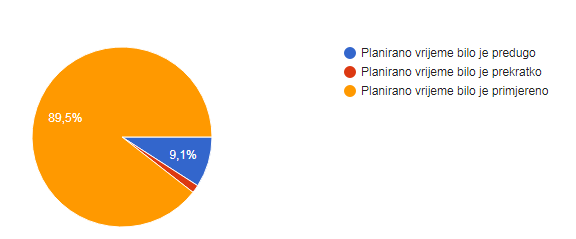 Planirano vrijeme bilo je predugo
Planirano vrijeme bilo je prekratko
Planirano vrijeme bilo je primjereno
89,5%
9,1%